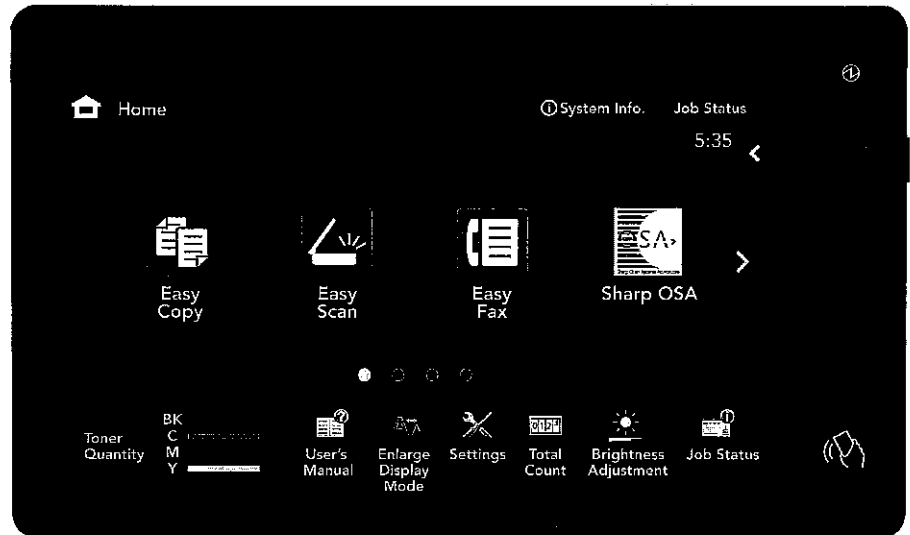 Home
System Info. Job Status
5:35
Easy
Copy
Easy
Scan
Easy
Fax
Sharp OSA
Toner
Quantity
BK
C
M
Y
User's
Manual
Enlarge
Display
Mode
Settings
Total
Count
Brightness
Adjustment
Job Status